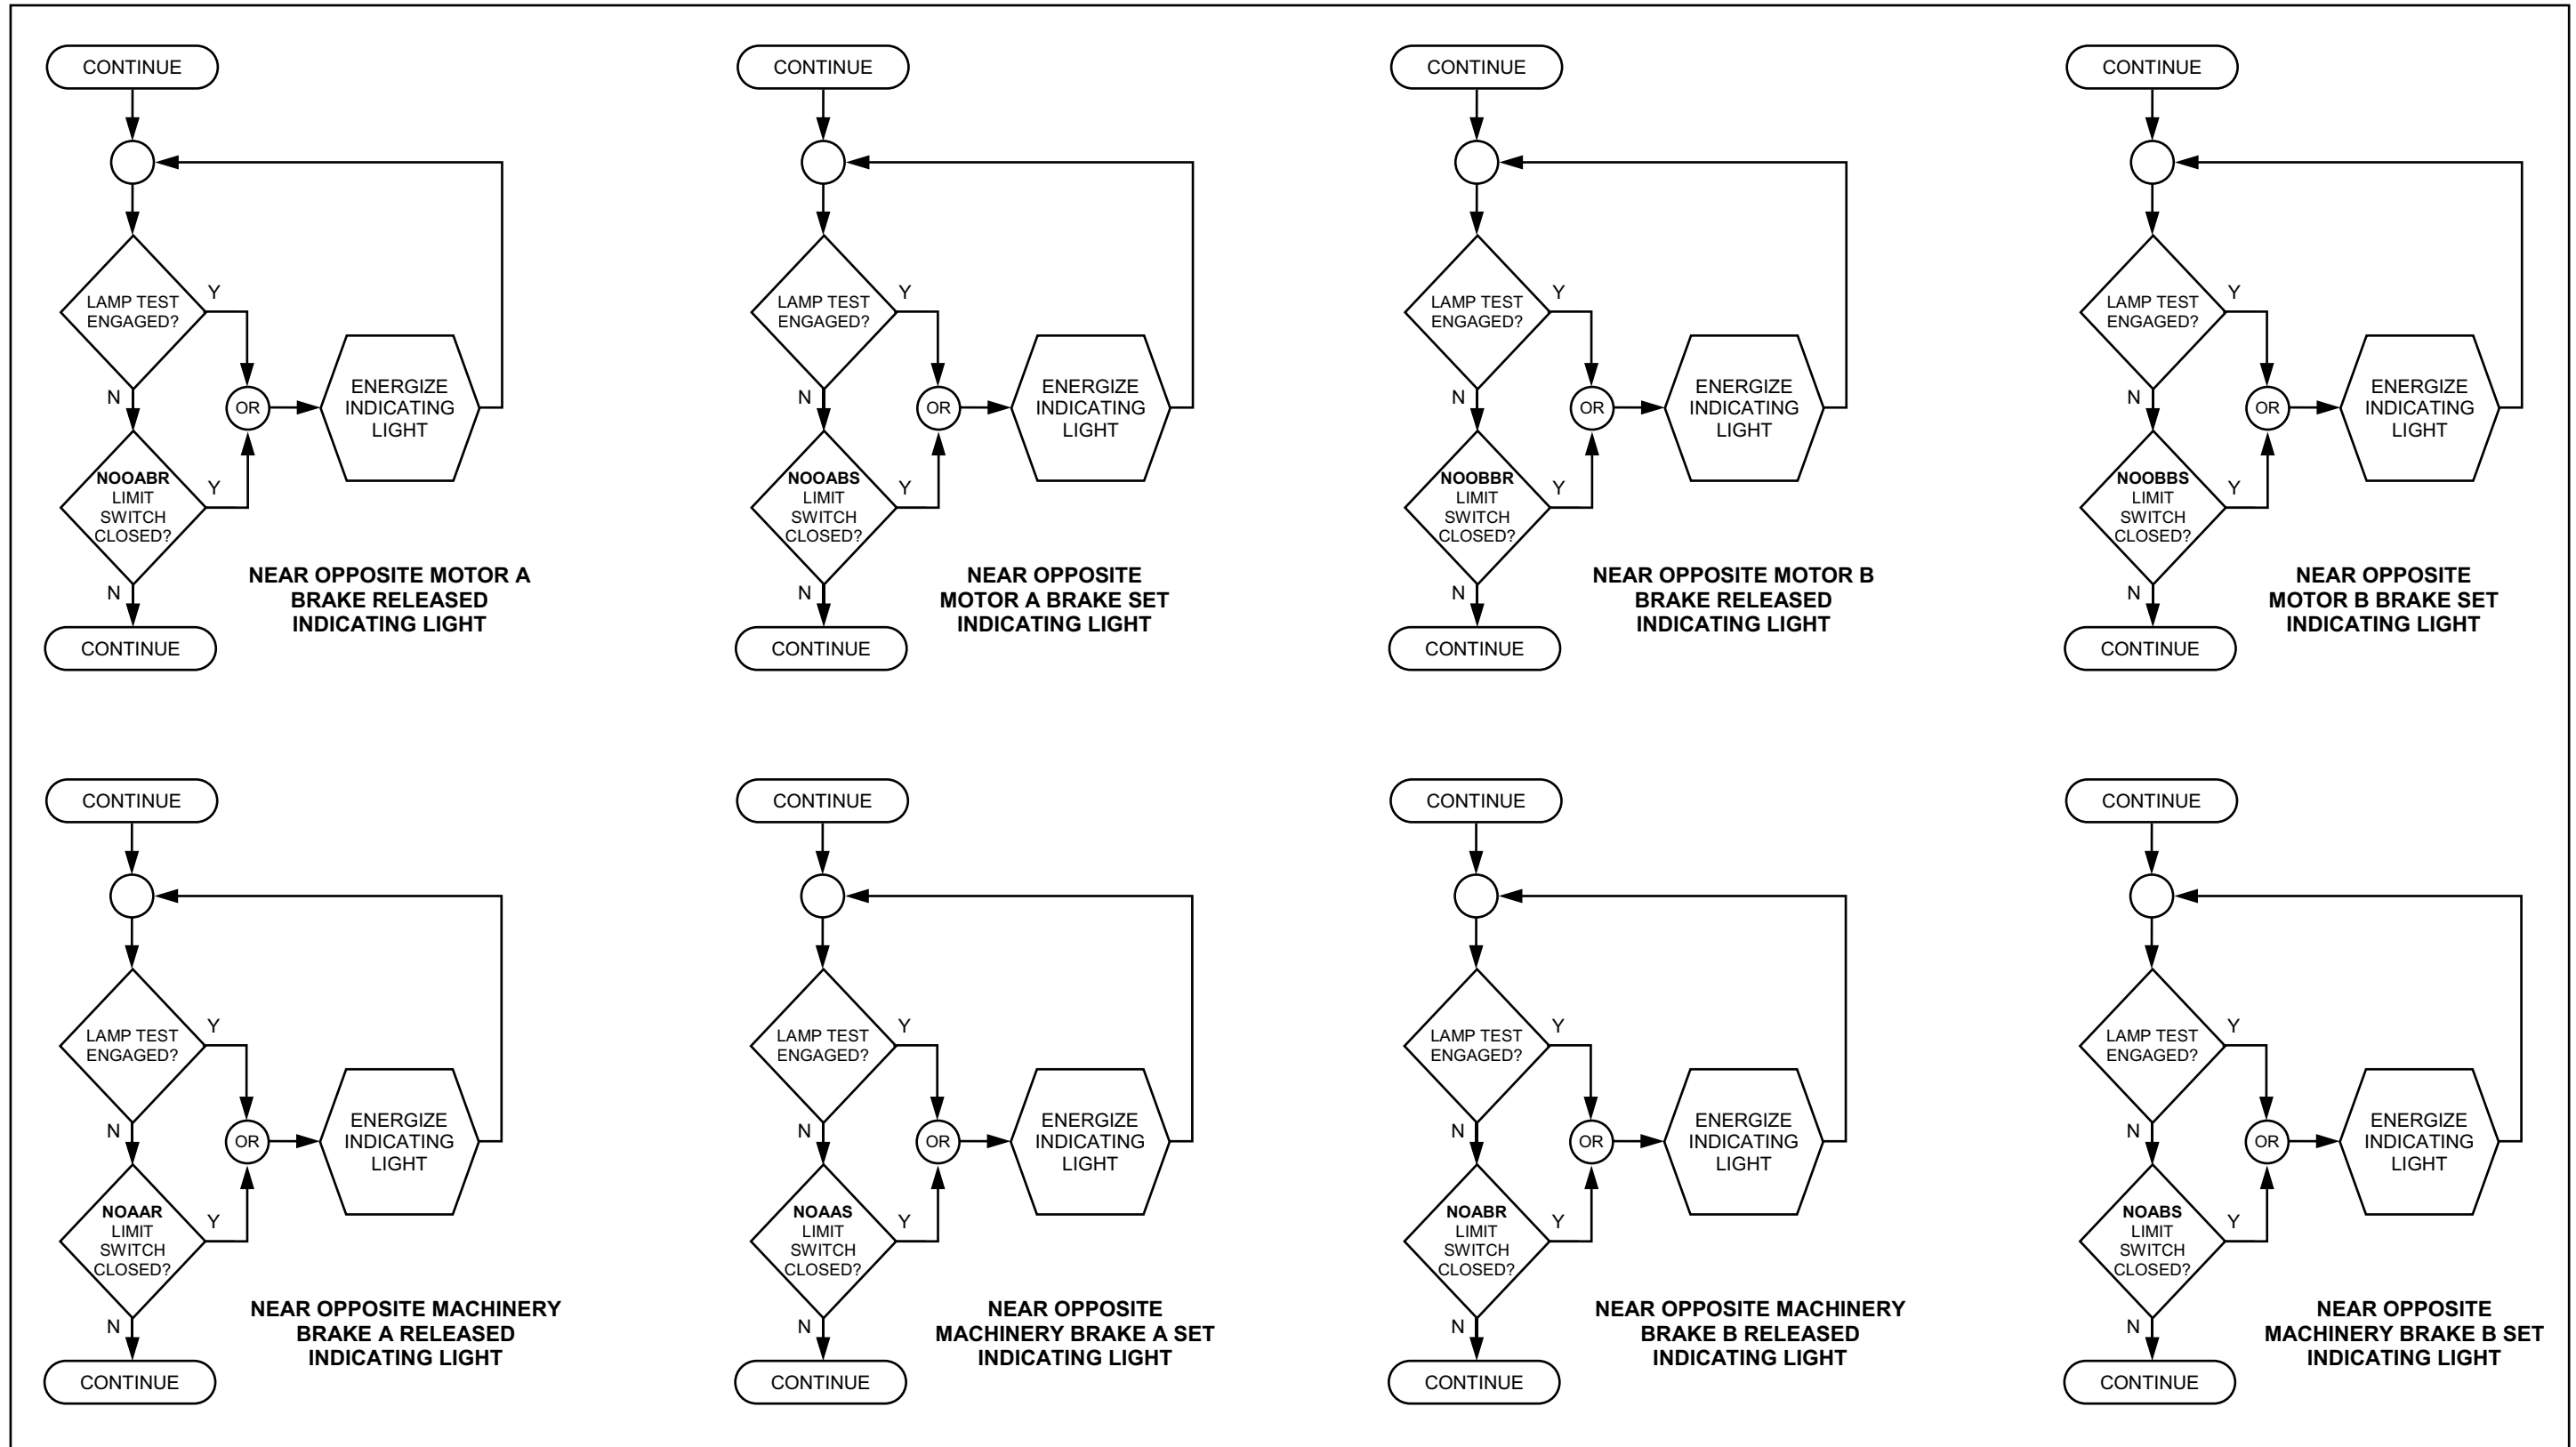 CONTINUE
LAMP TEST
ENGAGED?
Y
N
OR
ENERGIZE
INDICATING
LIGHT
NOOABR
LIMIT
SWITCH
CLOSED?
Y
N
NEAR OPPOSITE MOTOR A
BRAKE RELEASED
INDICATING LIGHT
CONTINUE
CONTINUE
LAMP TEST
ENGAGED?
Y
N
OR
ENERGIZE
INDICATING
LIGHT
NOOABS
LIMIT
SWITCH
CLOSED?
Y
N
NEAR OPPOSITE
MOTOR A BRAKE SET
INDICATING LIGHT
CONTINUE
CONTINUE
LAMP TEST
ENGAGED?
Y
N
OR
ENERGIZE
INDICATING
LIGHT
NOOBBR
LIMIT
SWITCH
CLOSED?
Y
N
NEAR OPPOSITE MOTOR B
BRAKE RELEASED
INDICATING LIGHT
CONTINUE
CONTINUE
LAMP TEST
ENGAGED?
Y
N
OR
ENERGIZE
INDICATING
LIGHT
NOOBBS
LIMIT
SWITCH
CLOSED?
Y
N
NEAR OPPOSITE
MOTOR B BRAKE SET
INDICATING LIGHT
CONTINUE
CONTINUE
LAMP TEST
ENGAGED?
Y
N
OR
ENERGIZE
INDICATING
LIGHT
NOAAR
LIMIT
SWITCH
CLOSED?
Y
N
NEAR OPPOSITE MACHINERY
BRAKE A RELEASED
INDICATING LIGHT
CONTINUE
CONTINUE
LAMP TEST
ENGAGED?
Y
N
OR
ENERGIZE
INDICATING
LIGHT
NOAAS
LIMIT
SWITCH
CLOSED?
Y
N
NEAR OPPOSITE
MACHINERY BRAKE A SET
INDICATING LIGHT
CONTINUE
CONTINUE
LAMP TEST
ENGAGED?
Y
N
OR
ENERGIZE
INDICATING
LIGHT
NOABR
LIMIT
SWITCH
CLOSED?
Y
N
NEAR OPPOSITE MACHINERY
BRAKE B RELEASED
INDICATING LIGHT
CONTINUE
CONTINUE
LAMP TEST
ENGAGED?
Y
N
OR
ENERGIZE
INDICATING
LIGHT
NOABS
LIMIT
SWITCH
CLOSED?
Y
N
NEAR OPPOSITE
MACHINERY BRAKE B SET
INDICATING LIGHT
CONTINUE